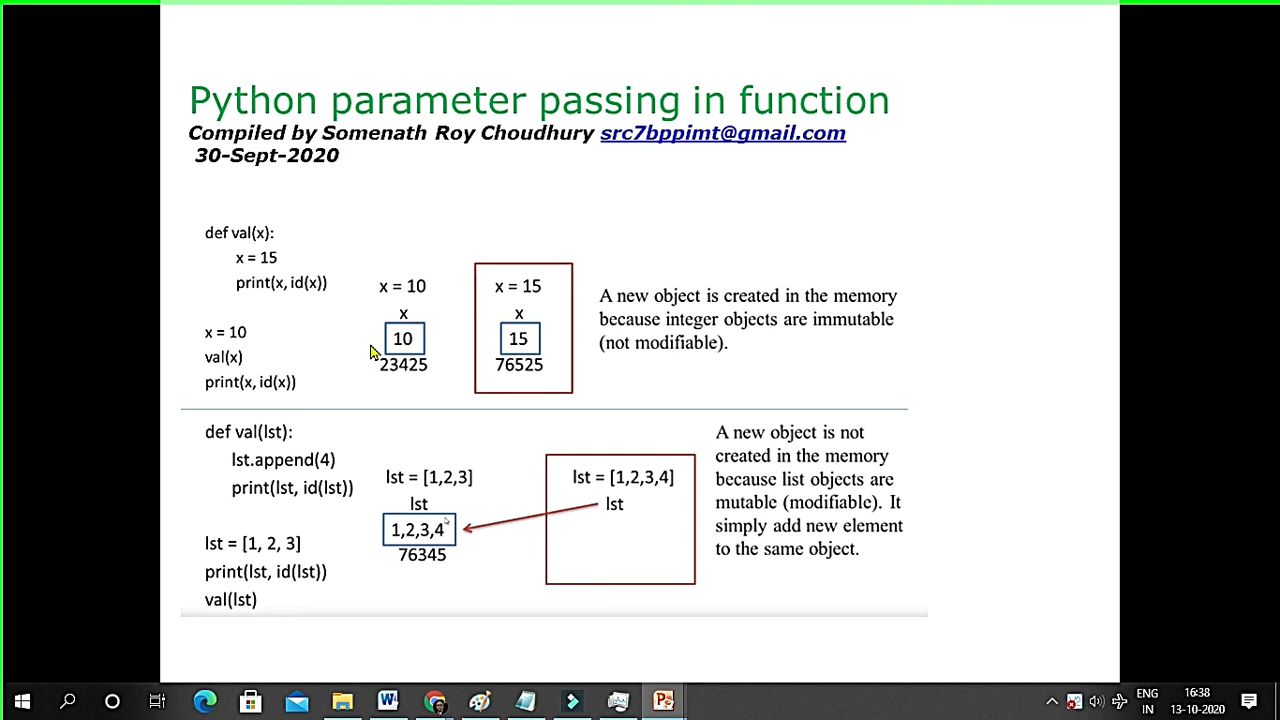 Python parameter passing in function
Compiled by Somenath Roy Choudhury src7bppimt@gmail.com
30-Sept-2020
def val(x):
x = 15
print(x, id(x))
x = 10
val(x)
print(x, id(x))
x = 10
x
10
23425
x = 15
x
15
76525
A new object is created in the memory
because integer objects are immutable
(not modifiable).
def val(lst):
lst.append(4)
print(lst, id(lst))
lst = [1, 2, 3]
print(lst, id(lst))
val(lst)
lst = [1,2,3]
lst
1,2,3,4
76345
lst = [1,2,3,4]
lst
A new object is not
created in the memory
because list objects are
mutable (modifiable). It
simply add new element
to the same object.
ENG
IN
16:38
13-10-2020